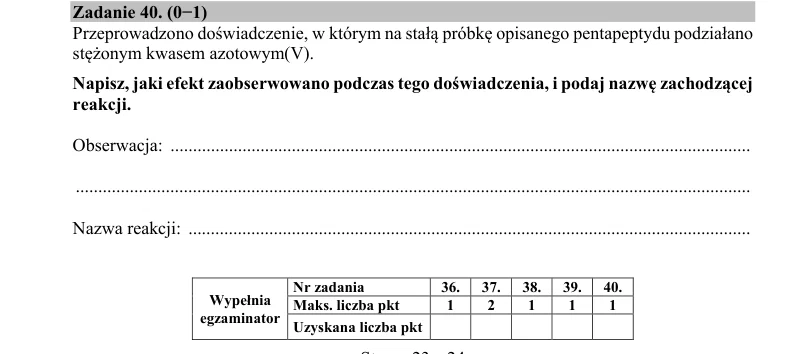 Zadanie 40. (0−1)
Przeprowadzono doświadczenie, w którym na stałą próbkę opisanego pentapeptydu podziałano
stężonym kwasem azotowym(V).
Napisz, jaki efekt zaobserwowano podczas tego doświadczenia, i podaj nazwę zachodzącej
reakcji.
Obserwacja: ..........................................................................................................................
..........................................................................................................................
Nazwa reakcji: ..........................................................................................................................
Wypełnia egzaminator
Nr zadania 36. 37. 38. 39. 40.
Maks. liczba pkt 1 2 1 1 1
Uzyskana liczba pkt